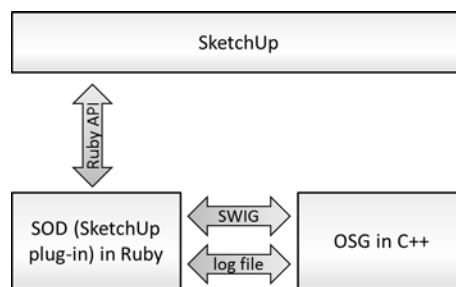 SketchUp
Ruby API
SOD (SketchUp
plug-in) in Ruby
SWIG
log file
OSG in C++